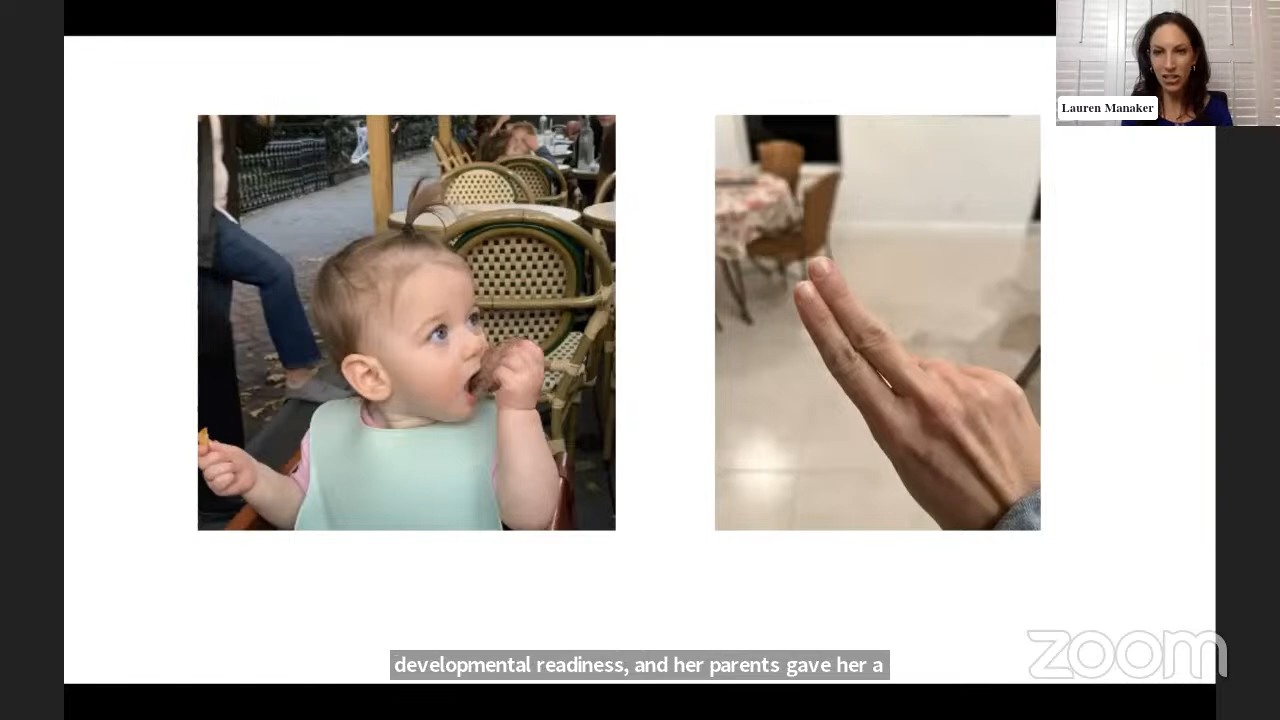 Lauren Manaker
developmental readiness, and her parents gave her a
zoom